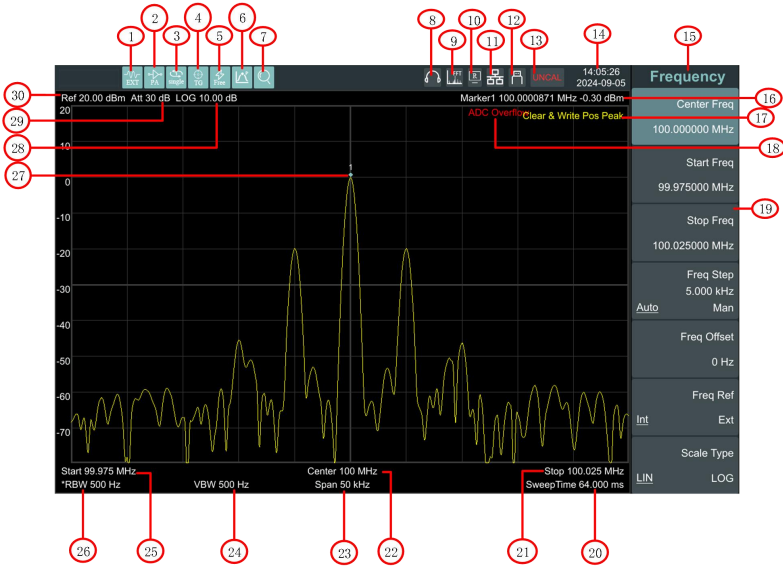 1 2 3 4 5 6 7 8 9 10 11 12 13 14 15
EXT PA single TG Free FFT R UNCAL
14:05:26
2024-09-05
Frequency
30
Ref 20.00 dBm Att 30 dB LOG 10.00 dB
Marker1 100.0000871 MHz -0.30 dBm
16
29
ADC Overflow
Clear & Write Pos Peak
17
28
18
27
1
19
20
10
0
-10
-20
-30
-40
-50
-60
-70
Center Freq
100.000000 MHz
Start Freq
99.975000 MHz
Stop Freq
100.025000 MHz
Freq Step
5.000 kHz
Auto Man
Freq Offset
0 Hz
Freq Ref
Int Ext
Scale Type
LIN LOG
Start 99.975 MHz Center 100 MHz Stop 100.025 MHz
*RBW 500 Hz VBW 500 Hz Span 50 kHz SweepTime 64.000 ms
26 25 24 23 22 21 20